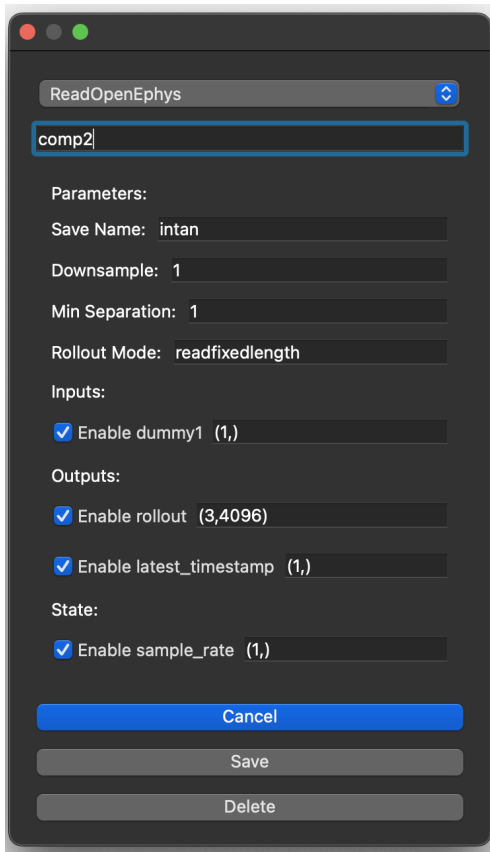 ReadOpenEphys
comp2
Parameters:
Save Name: intan
Downsample: 1
Min Separation: 1
Rollout Mode: readfixedlength
Inputs:
Enable dummy1 (1,)
Outputs:
Enable rollout (3,4096)
Enable latest_timestamp (1,)
State:
Enable sample_rate (1,)
Cancel
Save
Delete